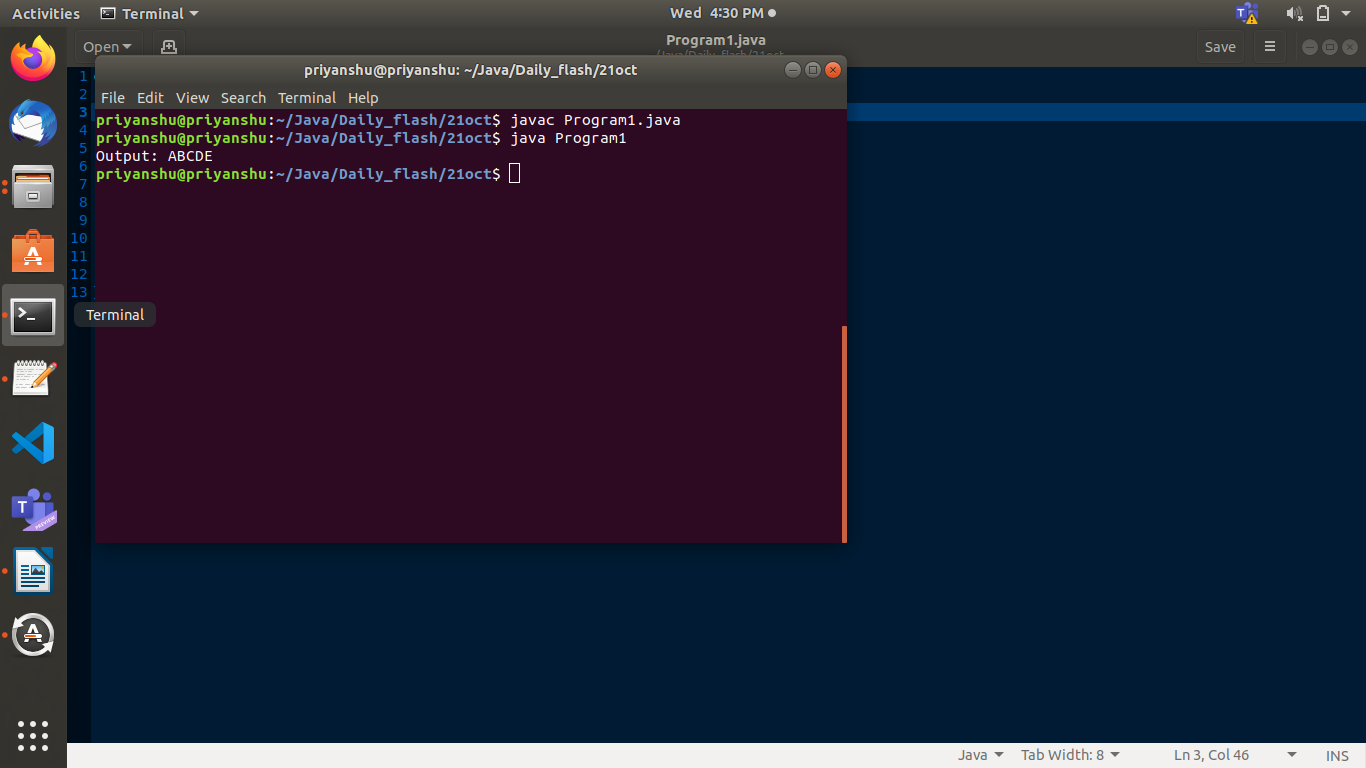 Activities Terminal Wed 4:30 PM
Open Program1.java Save
~/Java/Daily_flash/21oct
priyanshu@priyanshu: ~/Java/Daily_flash/21oct
File Edit View Search Terminal Help
1
2
3
4
5
6
7
8
9
10
11
12
13
priyanshu@priyanshu:~/Java/Daily_flash/21oct$ javac Program1.java
priyanshu@priyanshu:~/Java/Daily_flash/21oct$ java Program1
Output: ABCDE
priyanshu@priyanshu:~/Java/Daily_flash/21oct$
Terminal
T
PREVIEW
Java Tab Width: 8 Ln 3, Col 46 INS